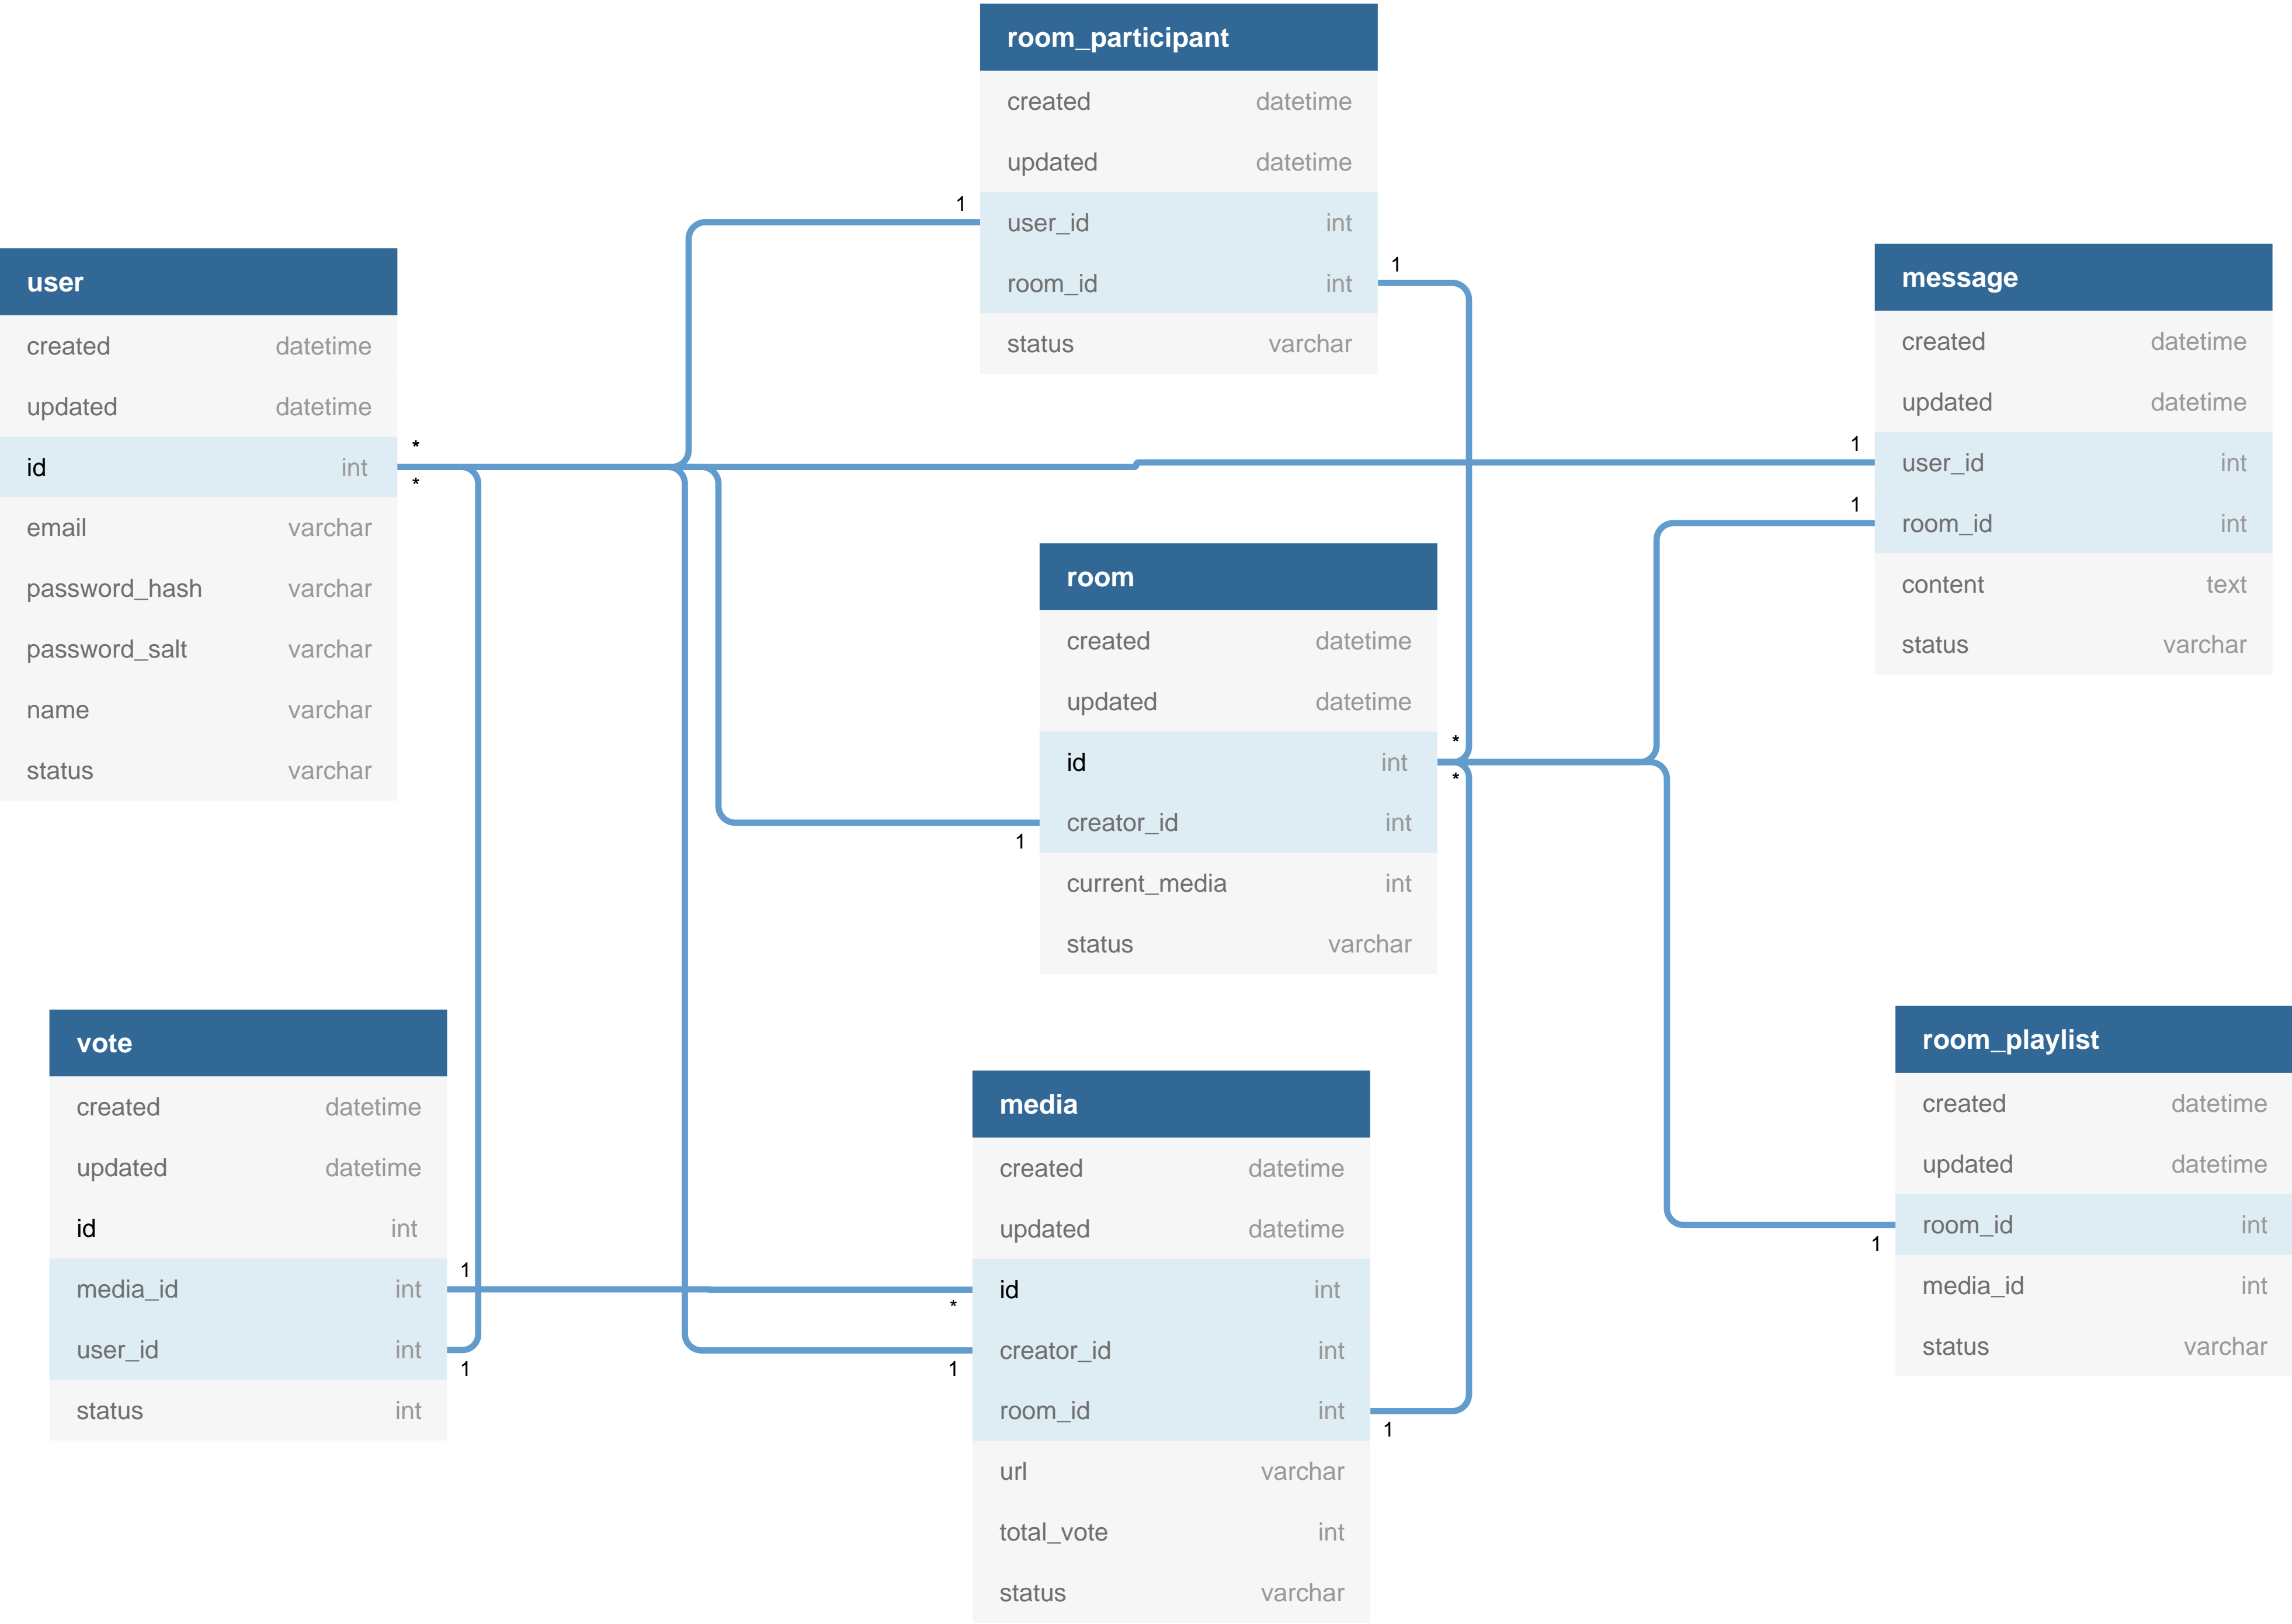 room_participant
created datetime
updated datetime
1
user_id int
room_id int
1
status varchar
user
created datetime
updated datetime
*
id int
*
email varchar
password_hash varchar
password_salt varchar
name varchar
status varchar
message
created datetime
updated datetime
1
user_id int
1
room_id int
content text
status varchar
room
created datetime
updated datetime
*
id int
*
creator_id int
1
current_media int
status varchar
vote
created datetime
updated datetime
id int
1
media_id int
user_id int
1
status int
media
created datetime
updated datetime
id int
*
creator_id int
1
room_id int
1
url varchar
total_vote int
status varchar
room_playlist
created datetime
updated datetime
room_id int
1
media_id int
status varchar